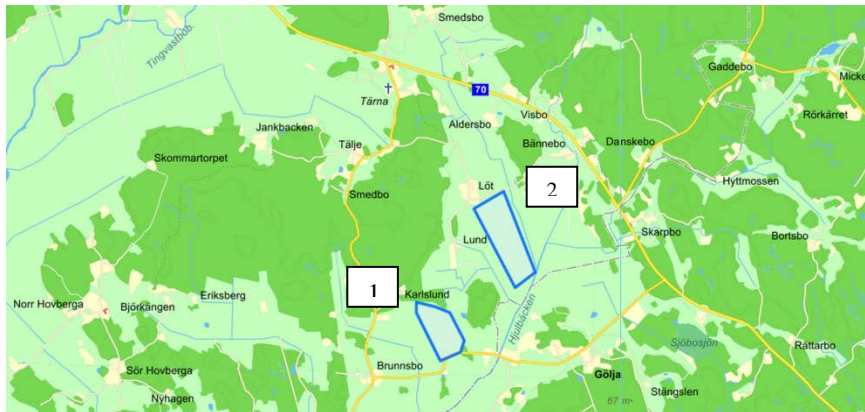 Smedsbo
Tingvastbob.
Tärna
70
Gaddebo
Micke
Aldersbo
Visbo
Rörkärret
Jankbacken
Tälje
Bännebo
Danskebo
Skommartorpet
Smedbo
Löt
2
Hyttmossen
Lund
Skarpbo
Bortsbo
1
Karlslund
Eriksberg
Norr Hovberga
Björkängen
Hjulbäcken
Sjöbosjön
Rättarbo
Brunnsbo
Sör Hovberga
Gölja
Nyhagen
67 m
Stångslen